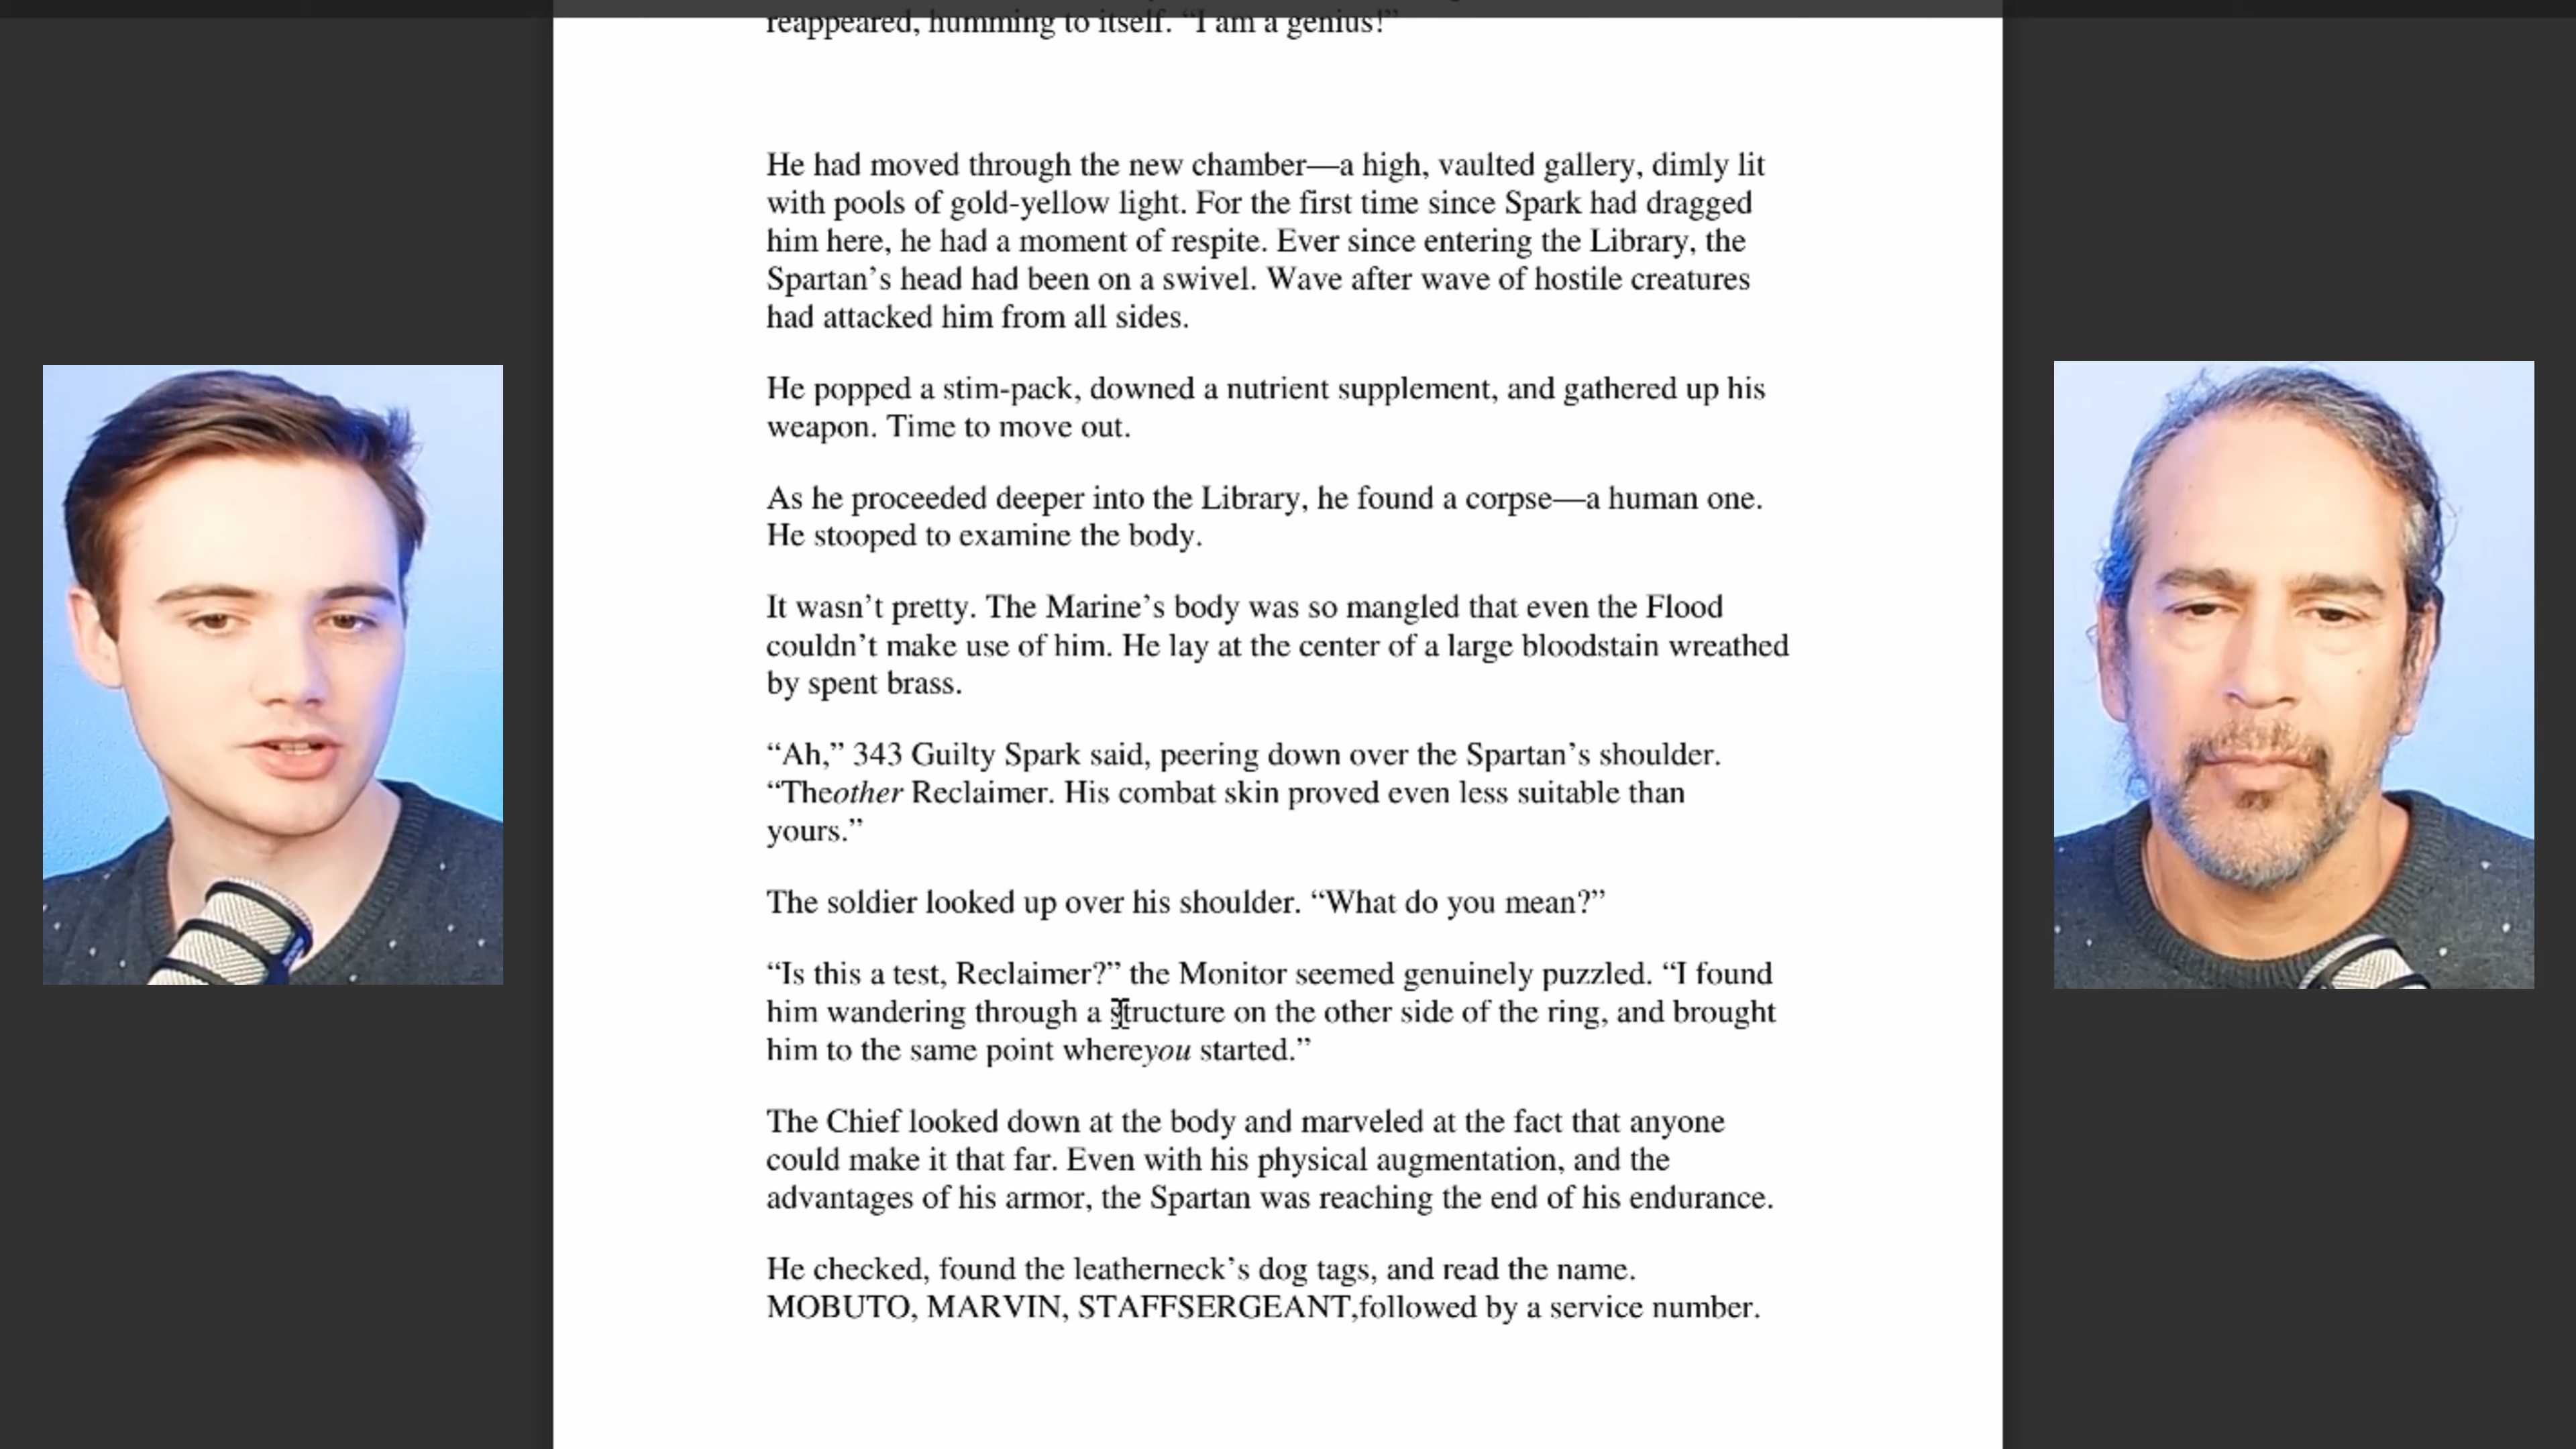 reappeared, humming to itself. “I am a genius!”
He had moved through the new chamber—a high, vaulted gallery, dimly lit
with pools of gold-yellow light. For the first time since Spark had dragged
him here, he had a moment of respite. Ever since entering the Library, the
Spartan’s head had been on a swivel. Wave after wave of hostile creatures
had attacked him from all sides.
He popped a stim-pack, downed a nutrient supplement, and gathered up his
weapon. Time to move out.
As he proceeded deeper into the Library, he found a corpse—a human one.
He stooped to examine the body.
It wasn’t pretty. The Marine’s body was so mangled that even the Flood
couldn’t make use of him. He lay at the center of a large bloodstain wreathed
by spent brass.
“Ah,” 343 Guilty Spark said, peering down over the Spartan’s shoulder.
“Theother Reclaimer. His combat skin proved even less suitable than
yours.”
The soldier looked up over his shoulder. “What do you mean?”
“Is this a test, Reclaimer?” the Monitor seemed genuinely puzzled. “I found
him wandering through a structure on the other side of the ring, and brought
him to the same point whereyou started.”
The Chief looked down at the body and marveled at the fact that anyone
could make it that far. Even with his physical augmentation, and the
advantages of his armor, the Spartan was reaching the end of his endurance.
He checked, found the leatherneck’s dog tags, and read the name.
MOBUTO, MARVIN, STAFFSERGEANT,followed by a service number.